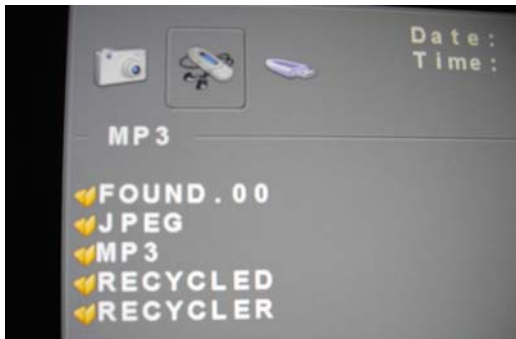 Date:
Time:
MP3
FOUND.00
JPEG
MP3
RECYCLED
RECYCLER